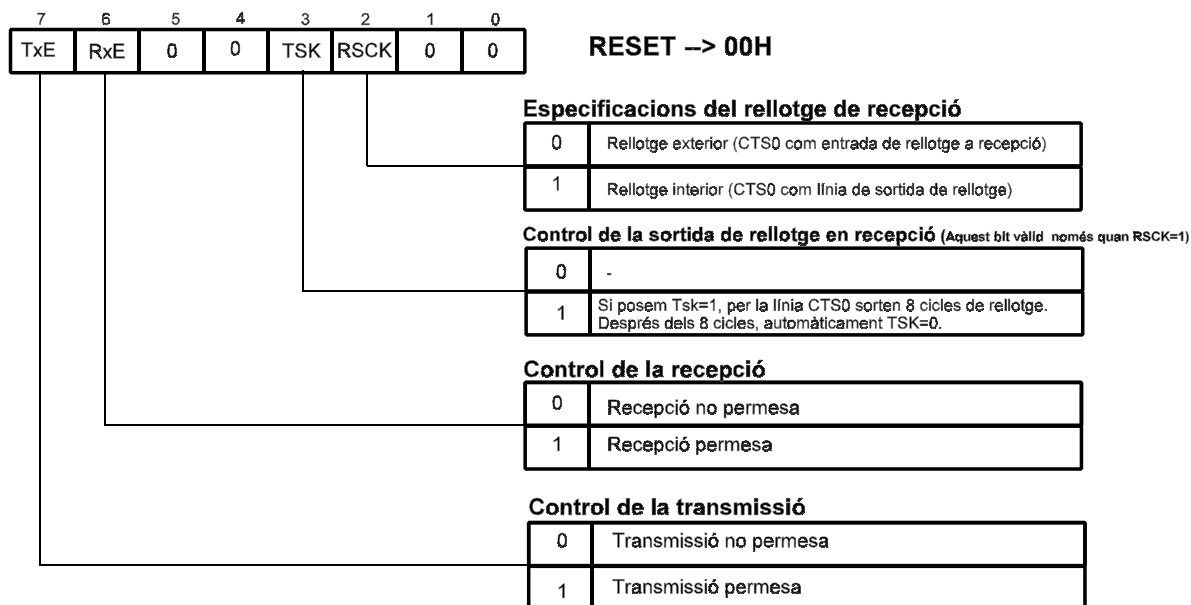 7 6 5 4 3 2 1 0
TxE RxE 0 0 TSK RSCK 0 0
RESET --> 00H
Especificacions del rellotge de recepció
0 Rellotge exterior (CTS0 com entrada de rellotge a recepció)
1 Rellotge interior (CTS0 com línia de sortida de rellotge)
Control de la sortida de rellotge en recepció (Aquest bit vàlid només quan RSCK=1)
0 -
1 Si posem Tsk=1, per la línia CTS0 sorten 8 cicles de rellotge.
Després dels 8 cicles, automàticament TSK=0.
Control de la recepció
0 Recepció no permesa
1 Recepció permesa
Control de la transmissió
0 Transmissió no permesa
1 Transmissió permesa